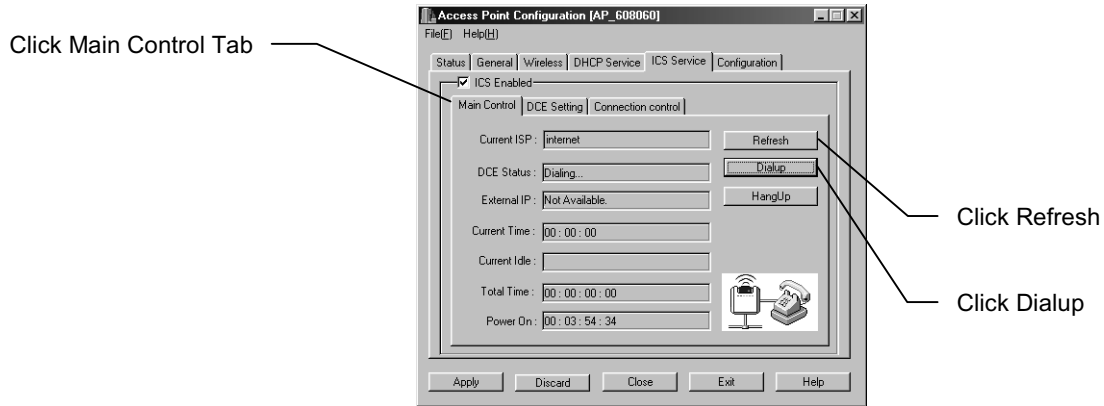 Access Point Configuration [AP_608060]
File(F) Help(H)
Click Main Control Tab
Status General Wireless DHCP Service ICS Service Configuration
ICS Enabled
Main Control DCE Setting Connection control
Current ISP : internet Refresh
DCE Status : Dialing... Dialup
External IP : Not Available. HangUp
Click Refresh
Current Time : 00 : 00 : 00
Current Idle :
Total Time : 00 : 00 : 00 : 00
Click Dialup
Power On : 00 : 03 : 54 : 34
Apply Discard Close Exit Help